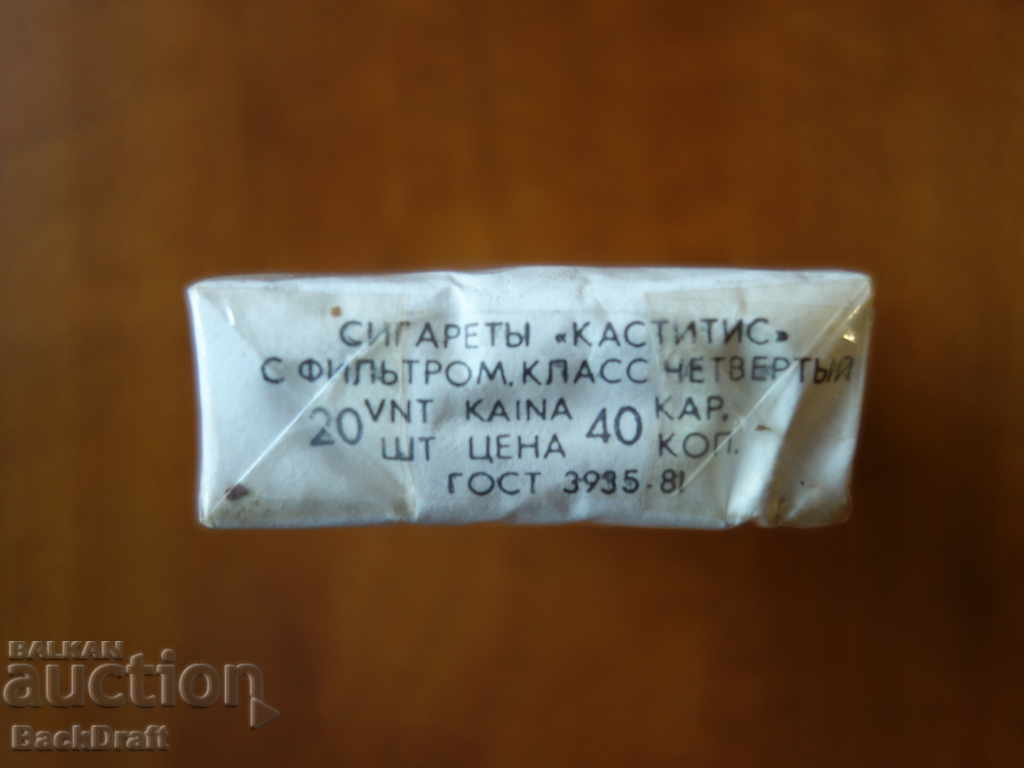 СИГАРЕТЫ «КАСТИТИС»
С ФИЛЬТРОМ, КЛАСС ЧЕТВЕРТЫЙ
20 VNT KAINA 40 KAP.
ШТ ЦЕНА КОП.
ГОСТ 3935-81
BALKAN
auction
BackDraft